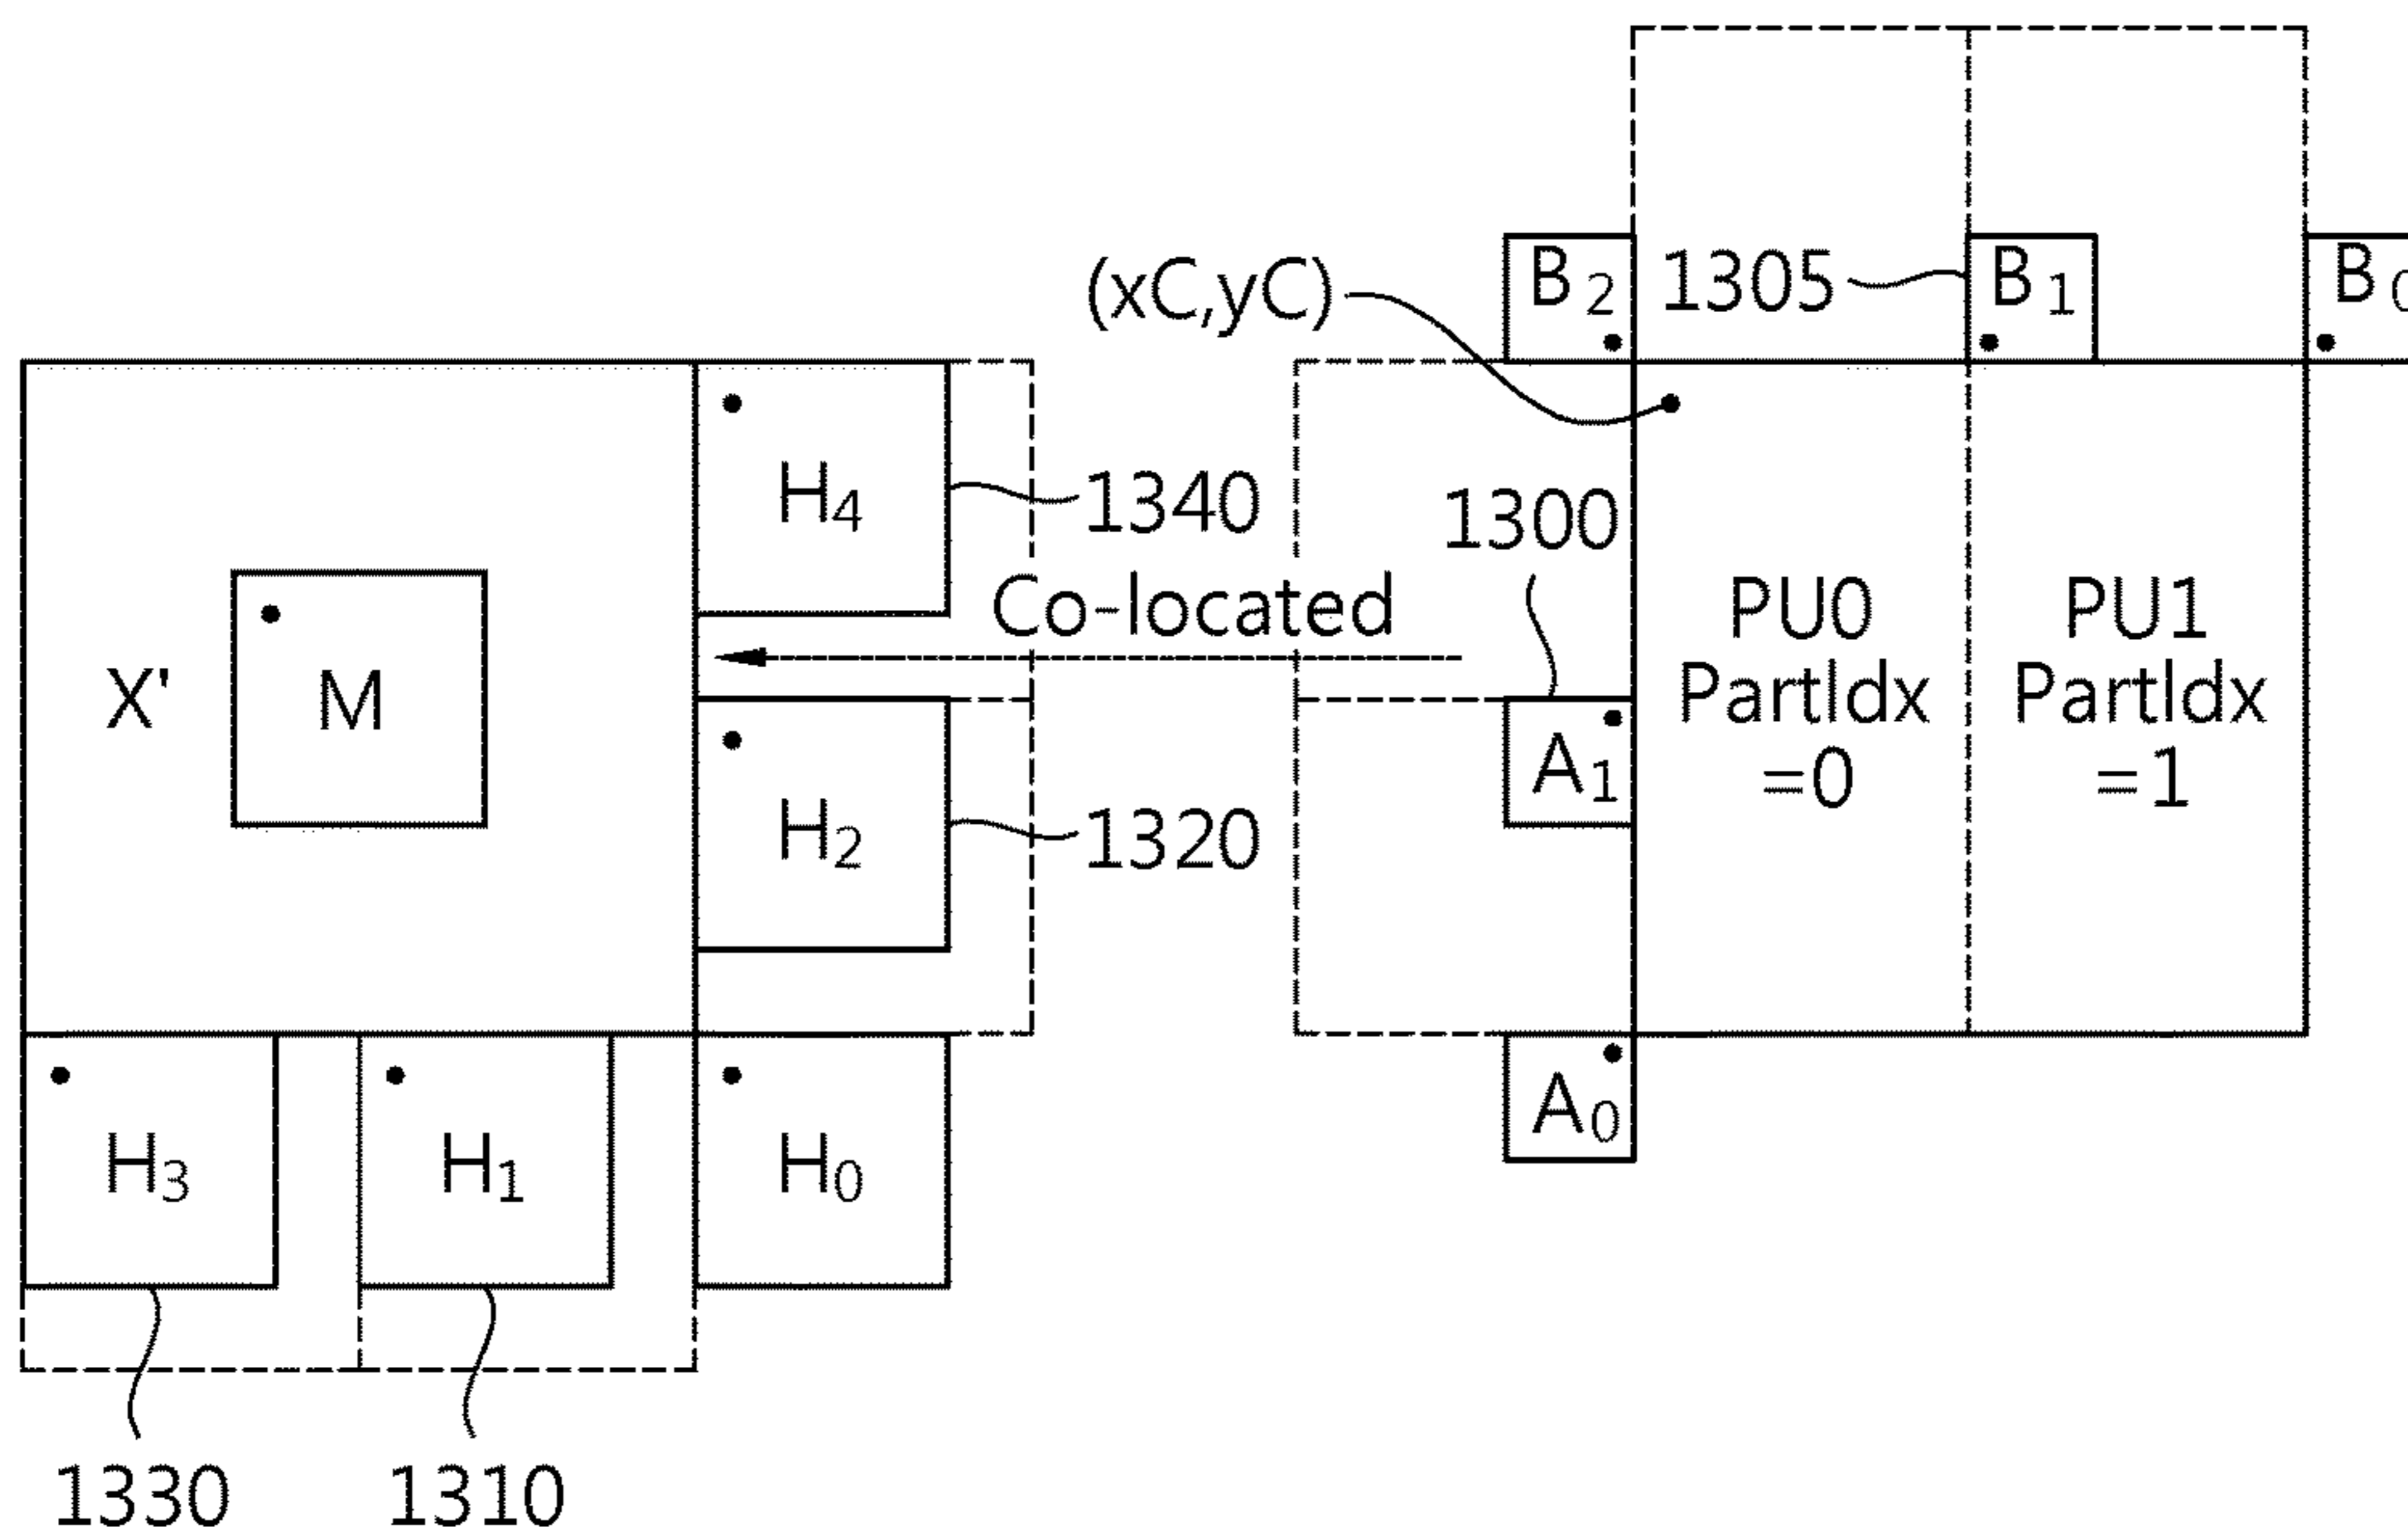 B2
1305
B1
B0
(xC,yC)
H4
1340
1300
Co-located
X'
M
PU0
PartIdx
=0
PU1
PartIdx
=1
H2
1320
A1
A0
H3
H1
H0
1330
1310